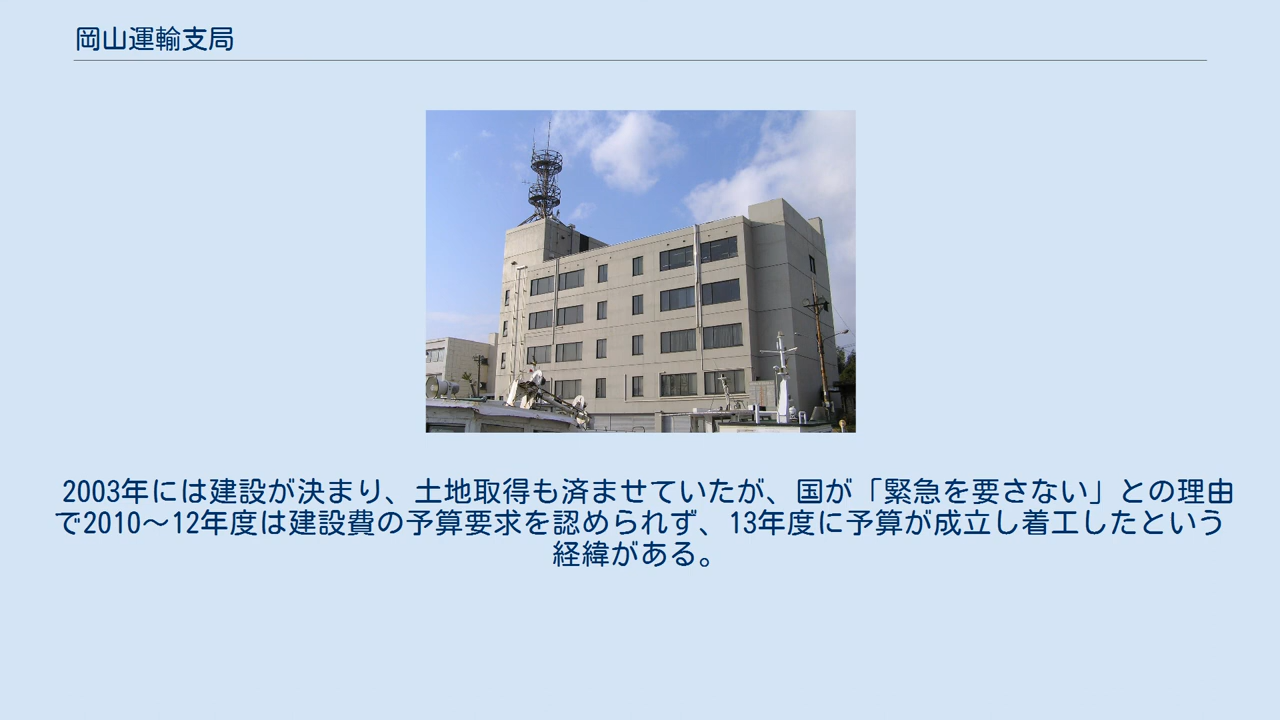 岡山運輸支局
2003年には建設が決まり、土地取得も済ませていたが、国が「緊急を要さない」との理由
で2010～12年度は建設費の予算要求を認められず、13年度に予算が成立し着工したという
経緯がある。